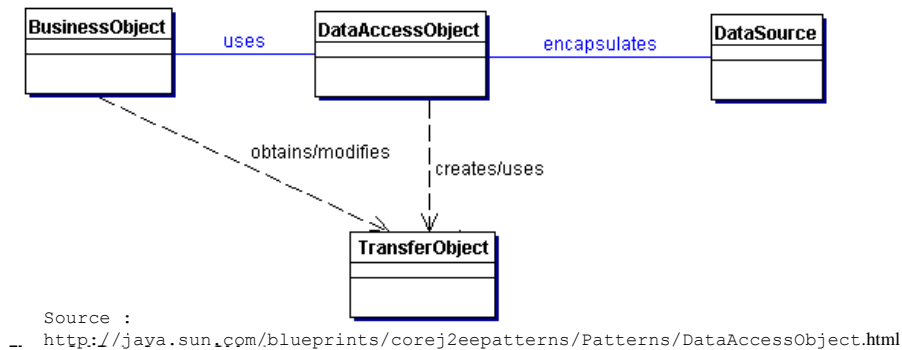 BusinessObject
uses
DataAccessObject
encapsulates
DataSource
obtains/modifies
creates/uses
TransferObject
Source :
http://java.sun.com/blueprints/corej2eepatterns/Patterns/DataAccessObject.html